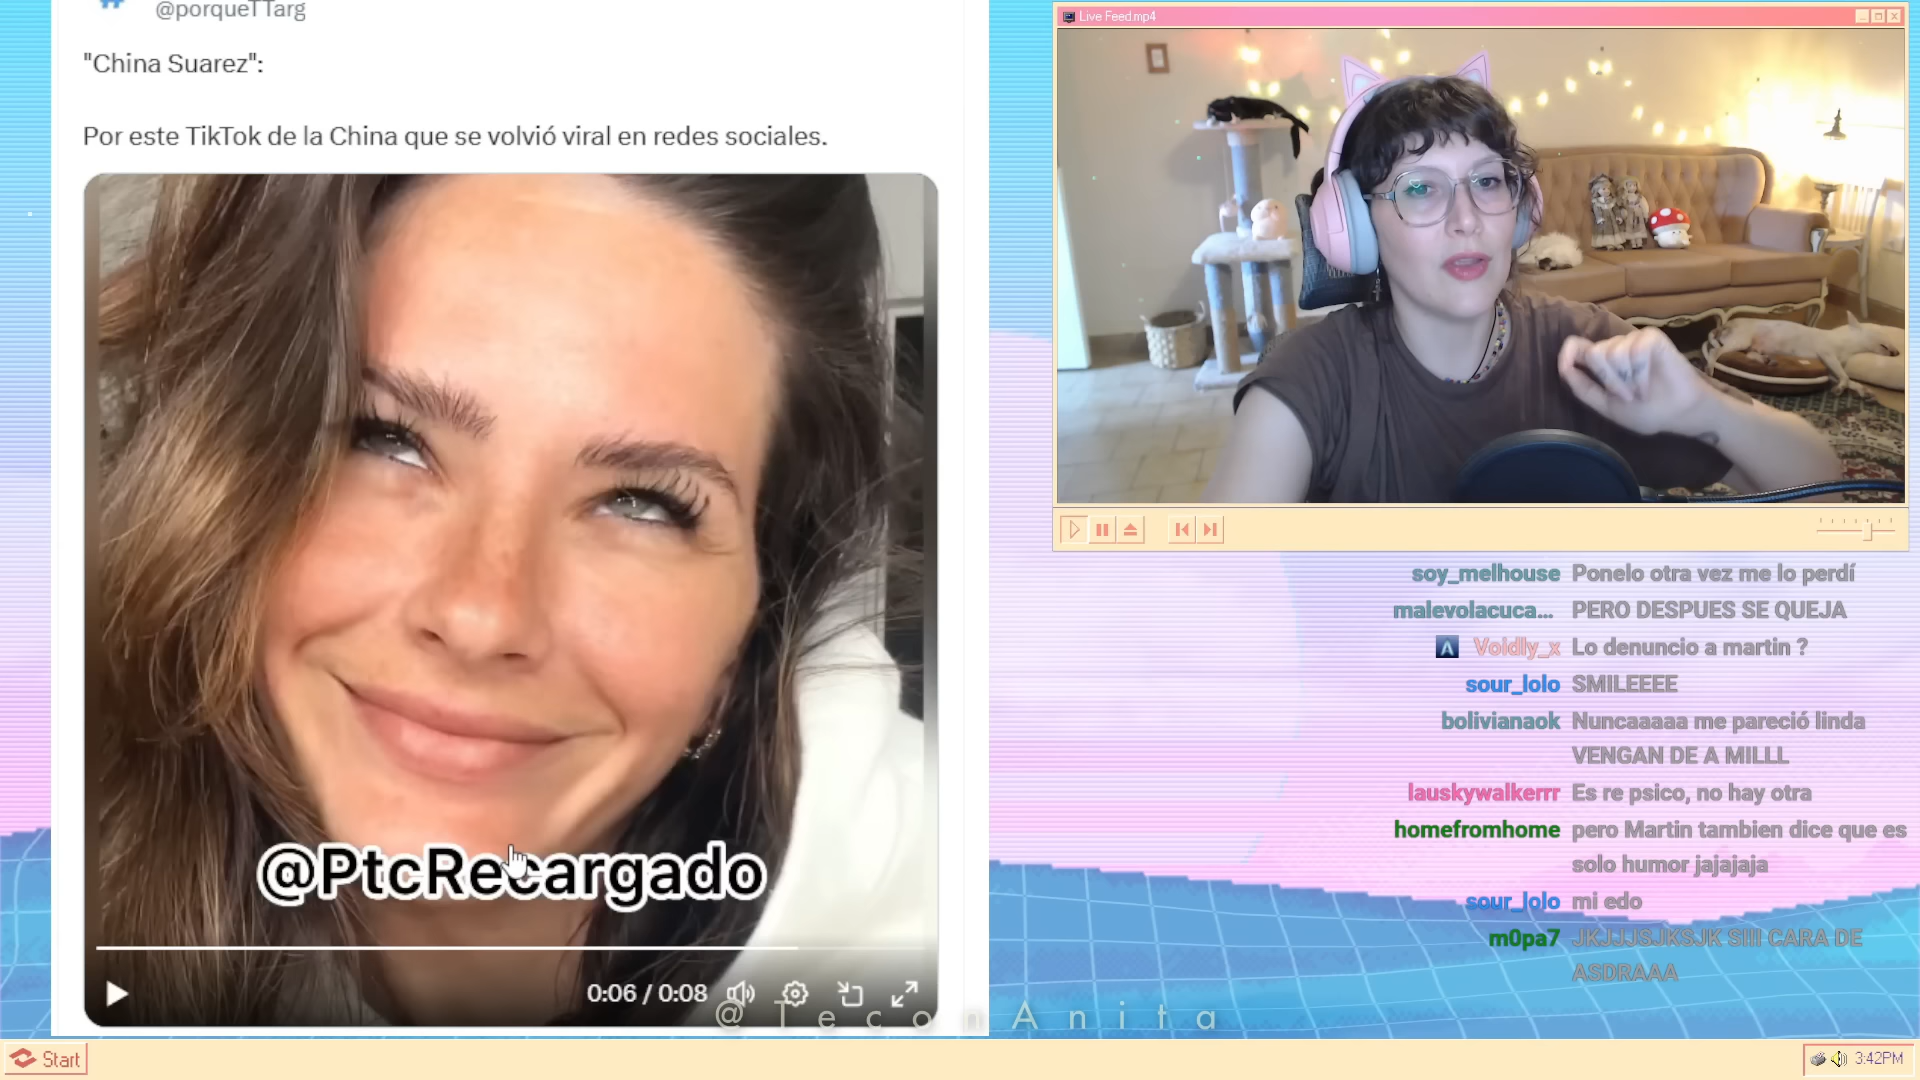 @porqueTTarg
"China Suarez":
Por este TikTok de la China que se volvió viral en redes sociales.
@PtcRecargado
0:06 / 0:08
Live Feed.mp4
soy_melhouse Ponelo otra vez me lo perdí
malevolacuca... PERO DESPUES SE QUEJA
A Voidly_x Lo denuncio a martin ?
sour_lolo SMILEEEE
bolivianaok Nuncaaaaa me pareció linda
VENGAN DE A MILLL
lauskywalkerrr Es re psico, no hay otra
homefromhome pero Martin tambien dice que es
solo humor jajajaja
sour_lolo mi edo
m0pa7 JKJJJSJKSJK SIII CARA DE
ASDRAAA
@TeconAnita
Start
3:42PM